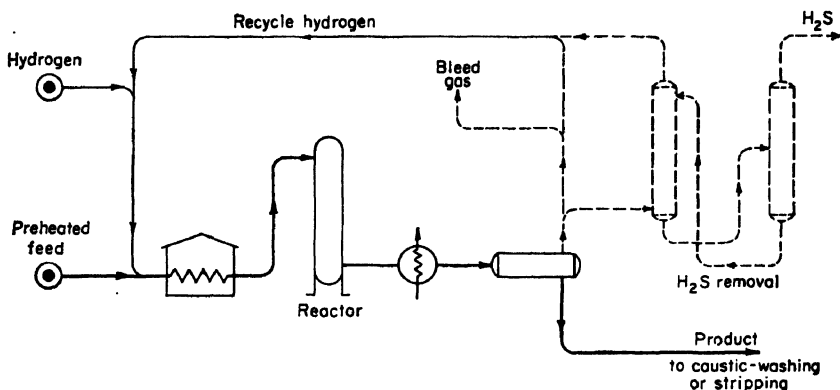 Recycle hydrogen
H₂S
Hydrogen
Bleed
gas
Preheated
feed
Reactor
H₂S removal
Product
to caustic-washing
or stripping